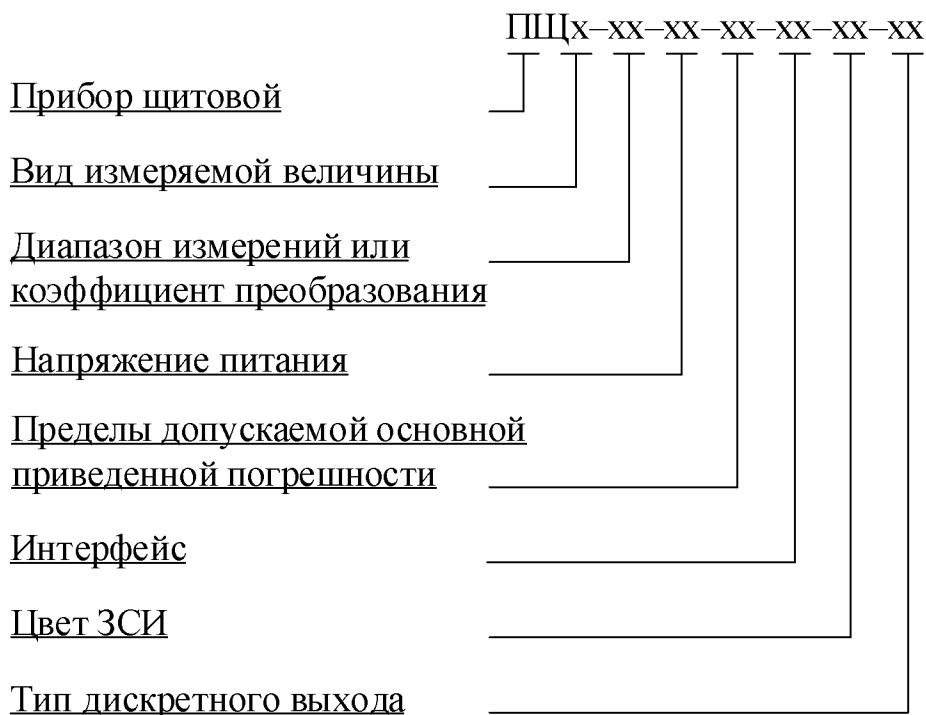 ПЩх–хх–хх–хх–хх–хх–хх
Прибор щитовой
Вид измеряемой величины
Диапазон измерений или
коэффициент преобразования
Напряжение питания
Пределы допускаемой основной
приведенной погрешности
Интерфейс
Цвет ЗСИ
Тип дискретного выхода